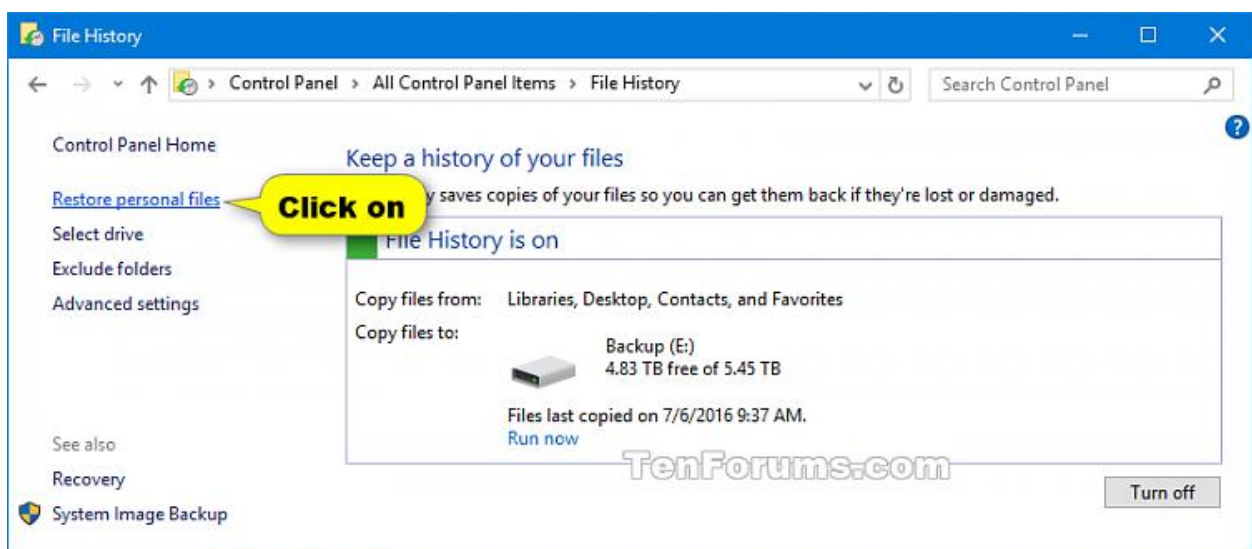 File History
Control Panel > All Control Panel Items > File History
Search Control Panel
Control Panel Home
Restore personal files
Select drive
Exclude folders
Advanced settings
See also
Recovery
System Image Backup
Click on
Keep a history of your files
y saves copies of your files so you can get them back if they're lost or damaged.
File History is on
Copy files from: Libraries, Desktop, Contacts, and Favorites
Copy files to:
Backup (E:)
4.83 TB free of 5.45 TB
Files last copied on 7/6/2016 9:37 AM.
Run now
TenForums.com
Turn off